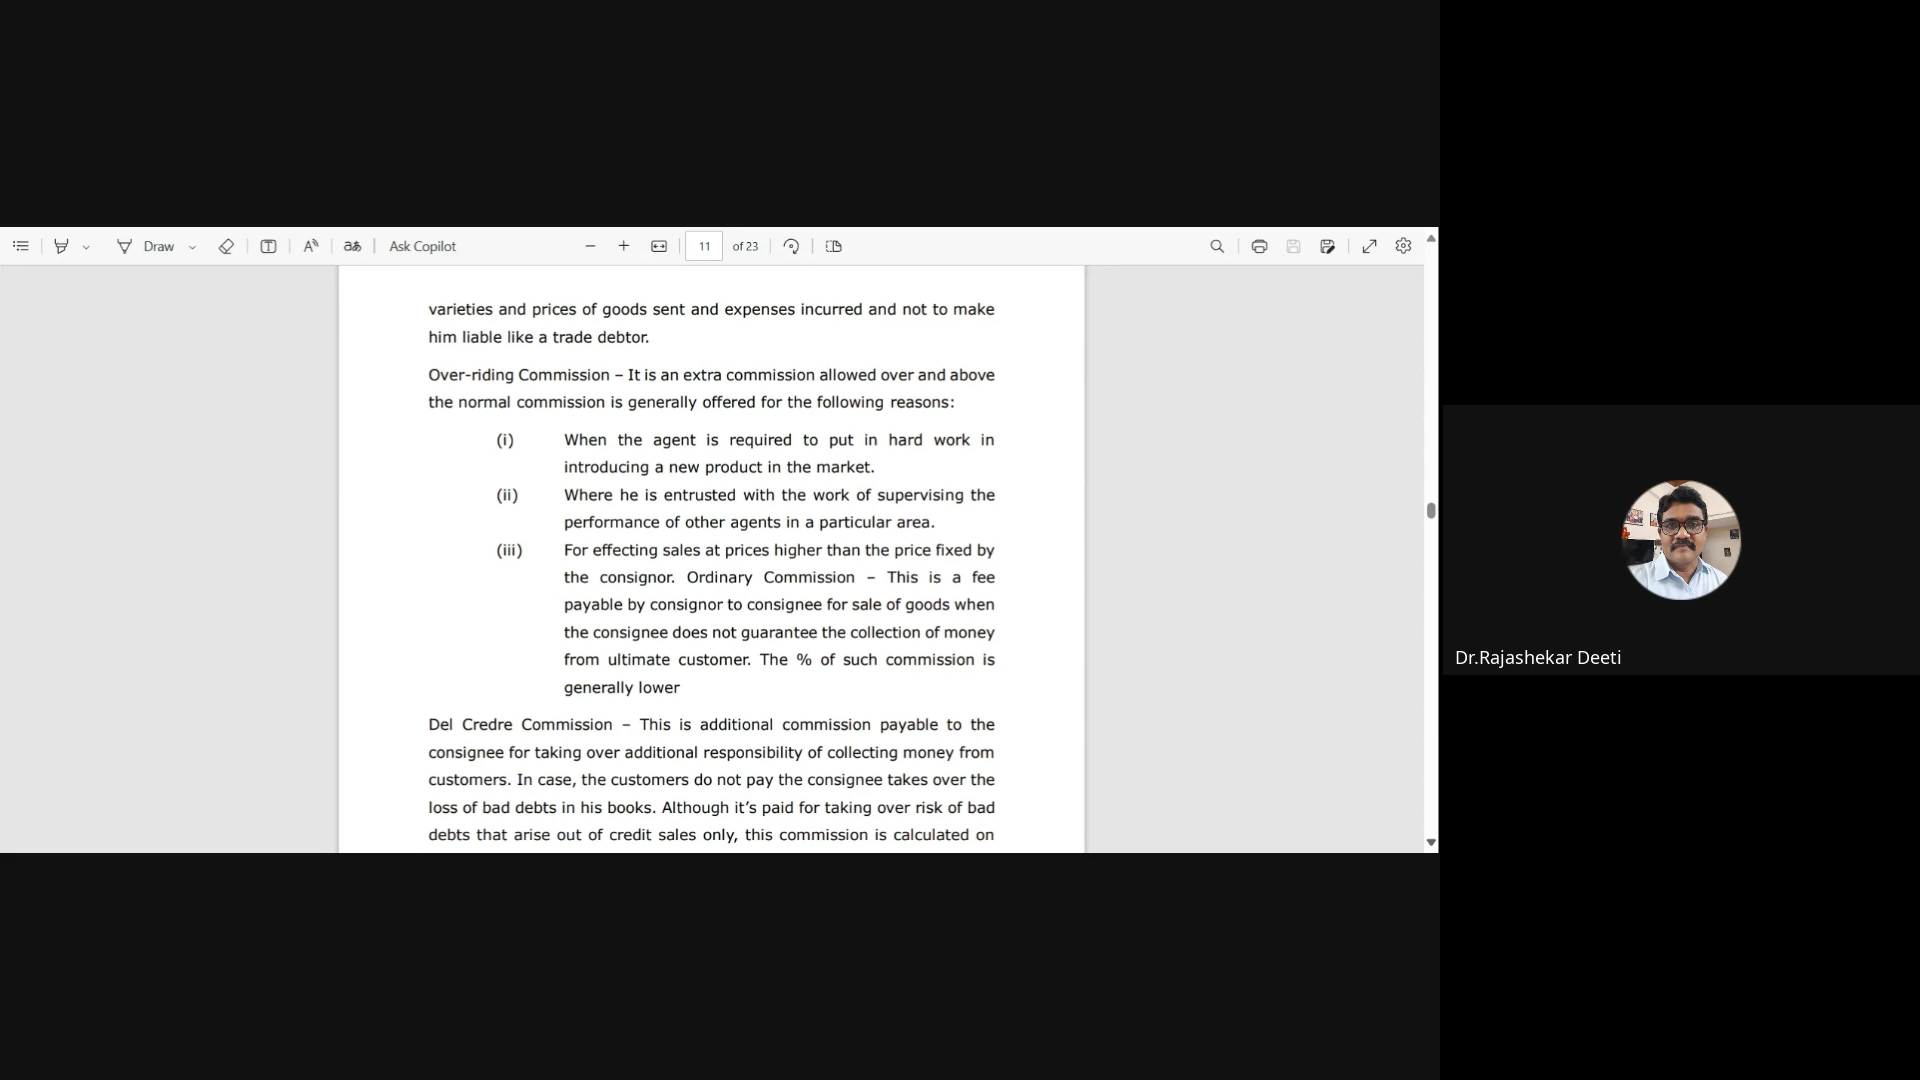 Draw
Ask Copilot
11 of 23
varieties and prices of goods sent and expenses incurred and not to make
him liable like a trade debtor.
Over-riding Commission – It is an extra commission allowed over and above
the normal commission is generally offered for the following reasons:
(i) When the agent is required to put in hard work in
introducing a new product in the market.
(ii) Where he is entrusted with the work of supervising the
performance of other agents in a particular area.
(iii) For effecting sales at prices higher than the price fixed by
the consignor. Ordinary Commission – This is a fee
payable by consignor to consignee for sale of goods when
the consignee does not guarantee the collection of money
from ultimate customer. The % of such commission is
generally lower
Del Credre Commission – This is additional commission payable to the
consignee for taking over additional responsibility of collecting money from
customers. In case, the customers do not pay the consignee takes over the
loss of bad debts in his books. Although it’s paid for taking over risk of bad
debts that arise out of credit sales only, this commission is calculated on
Dr.Rajashekar Deeti